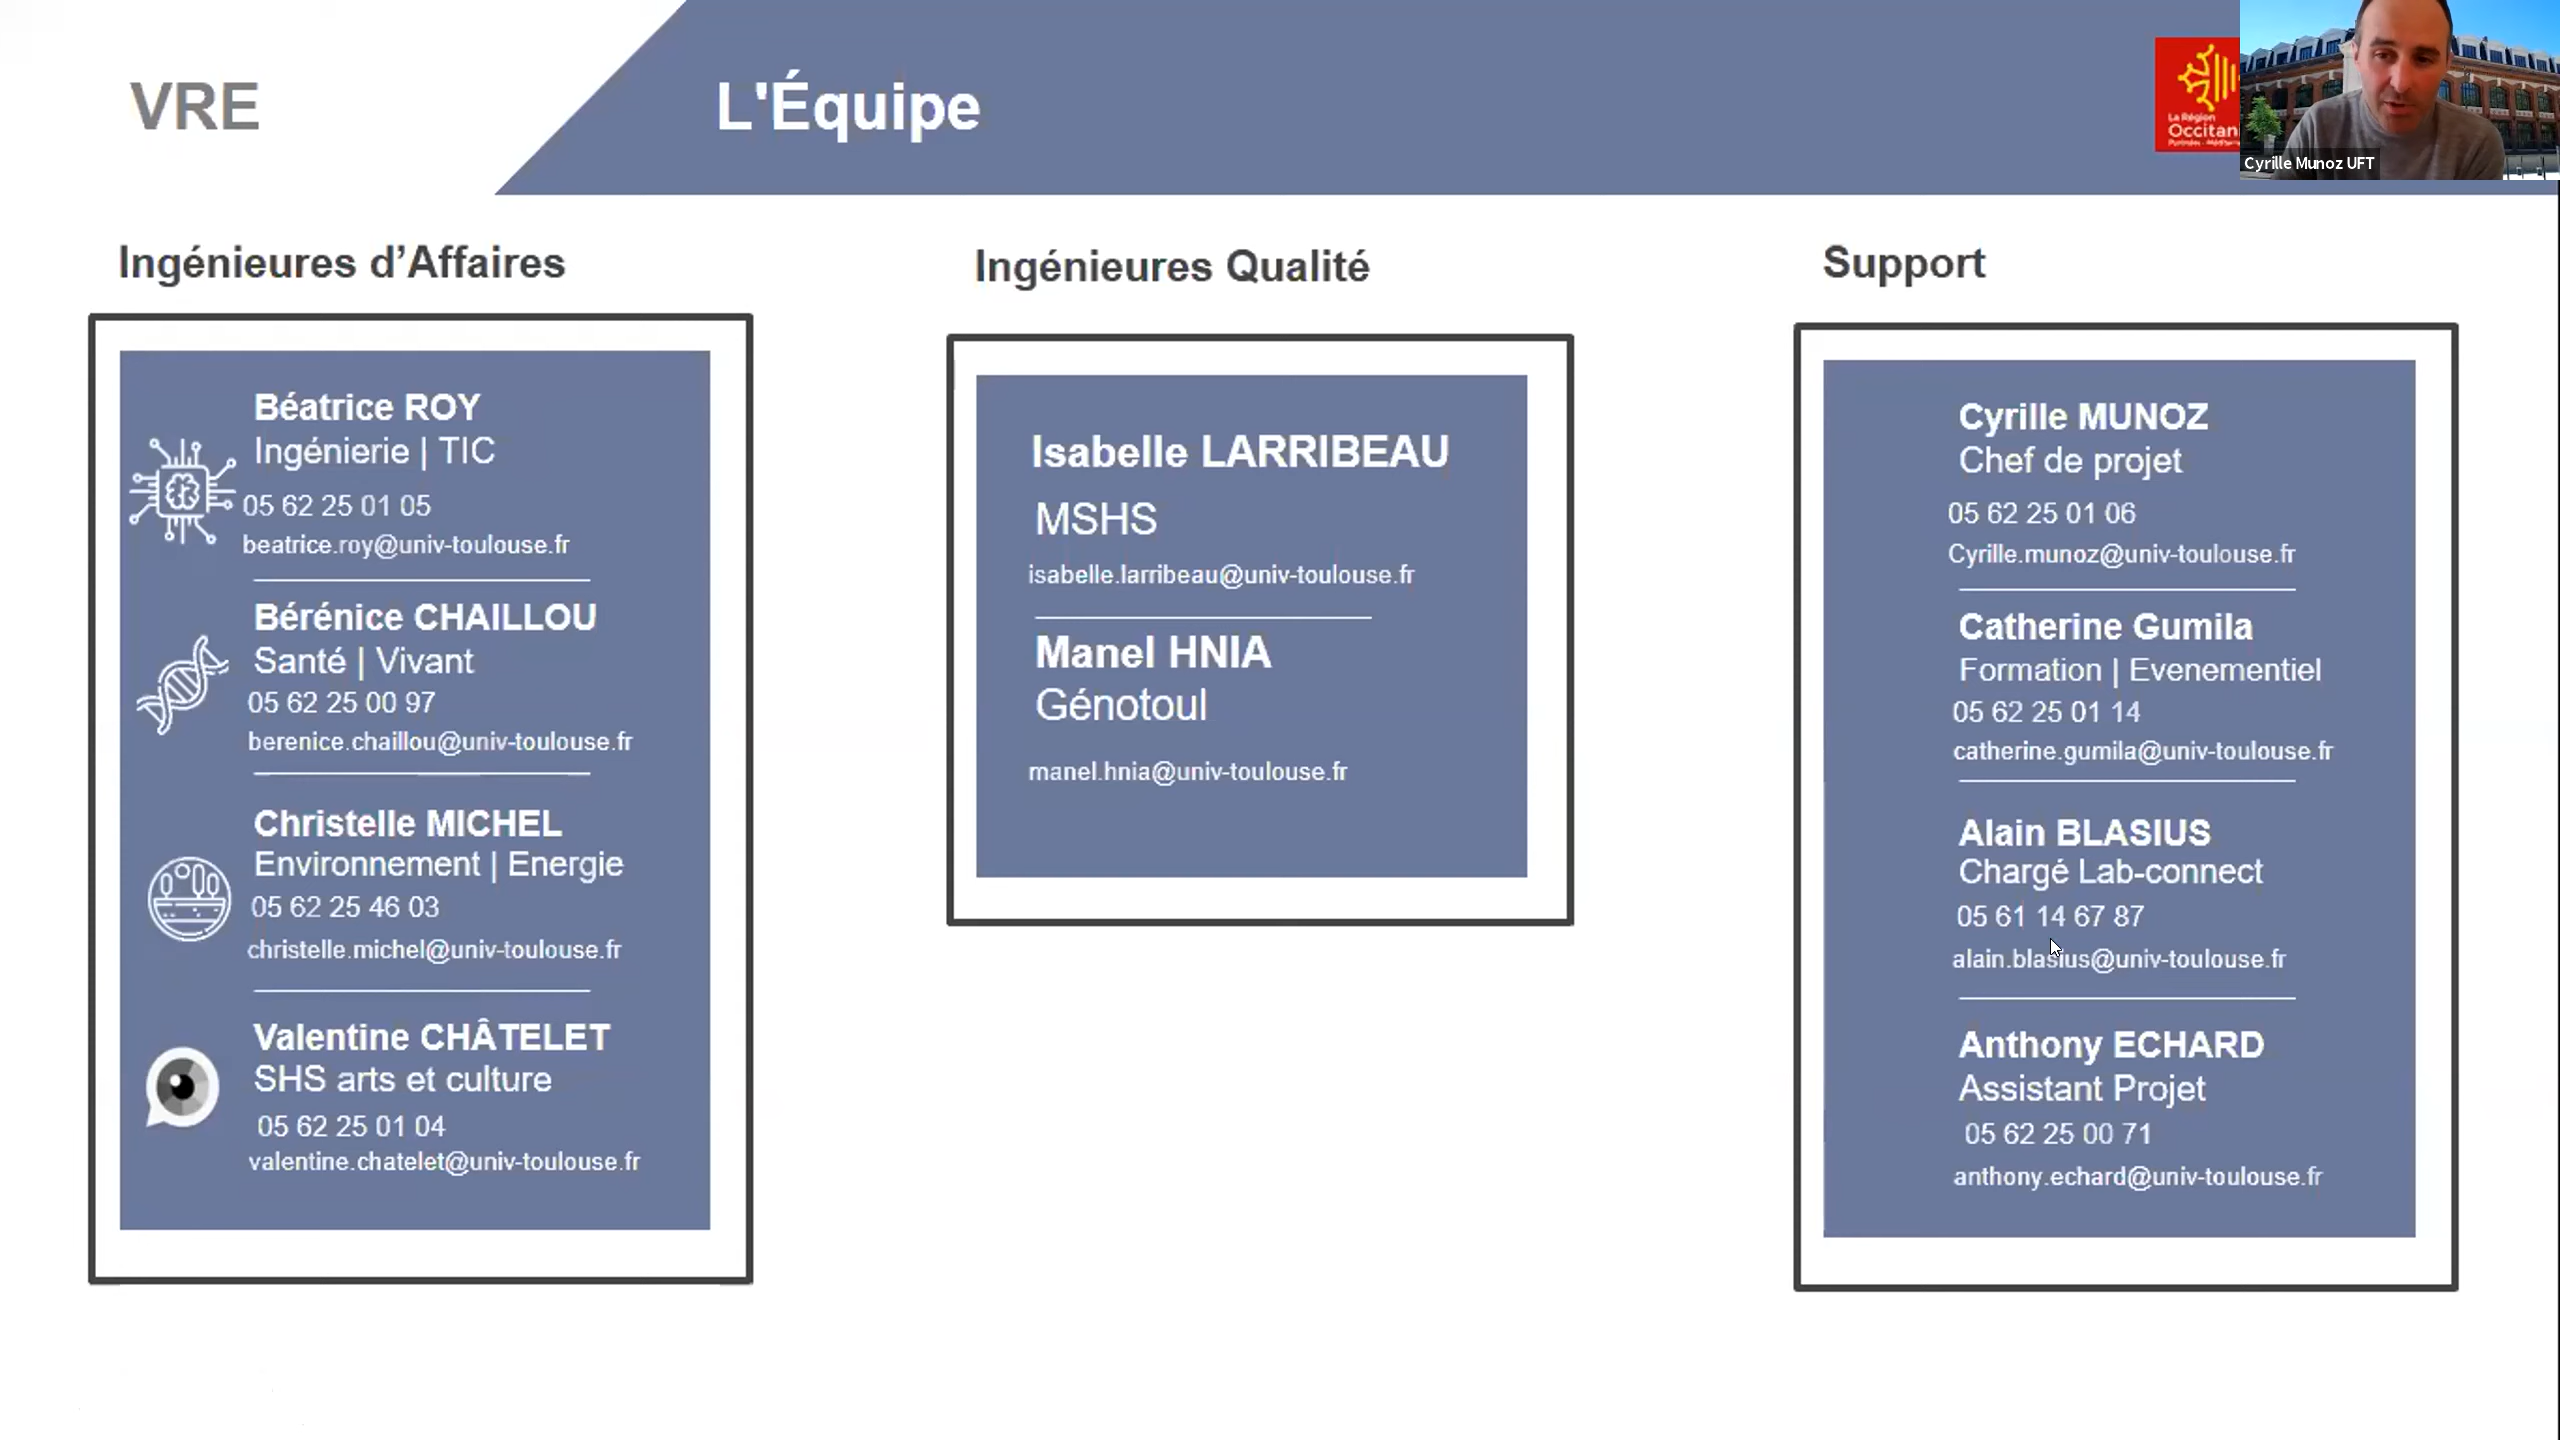 VRE
L'Équipe
La Région
Cyrille Munoz UFT
Ingénieures d’Affaires
Béatrice ROY
Ingénierie | TIC
05 62 25 01 05
beatrice.roy@univ-toulouse.fr
Bérénice CHAILLOU
Santé | Vivant
05 62 25 00 97
berenice.chaillou@univ-toulouse.fr
Christelle MICHEL
Environnement | Energie
05 62 25 46 03
christelle.michel@univ-toulouse.fr
Valentine CHÂTELET
SHS arts et culture
05 62 25 01 04
valentine.chatelet@univ-toulouse.fr
Ingénieures Qualité
Isabelle LARRIBEAU
MSHS
isabelle.larribeau@univ-toulouse.fr
Manel HNIA
Génotoul
manel.hnia@univ-toulouse.fr
Support
Cyrille MUNOZ
Chef de projet
05 62 25 01 06
Cyrille.munoz@univ-toulouse.fr
Catherine Gumila
Formation | Evenementiel
05 62 25 01 14
catherine.gumila@univ-toulouse.fr
Alain BLASIUS
Chargé Lab-connect
05 61 14 67 87
alain.blasius@univ-toulouse.fr
Anthony ECHARD
Assistant Projet
05 62 25 00 71
anthony.echard@univ-toulouse.fr